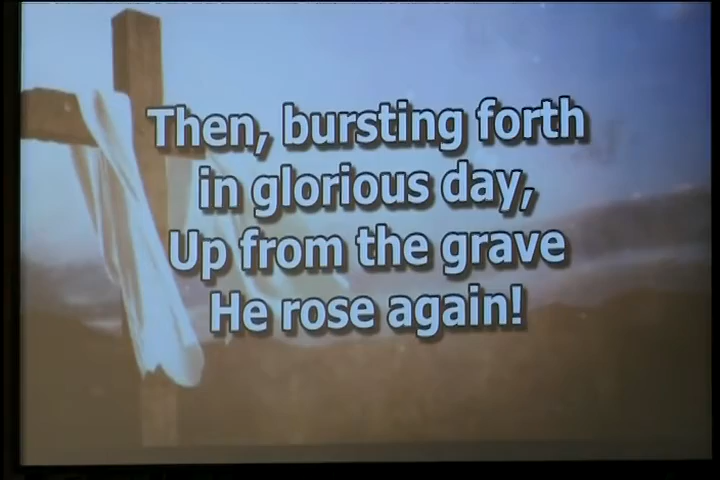 Then, bursting forth
in glorious day,
Up from the grave
He rose again!